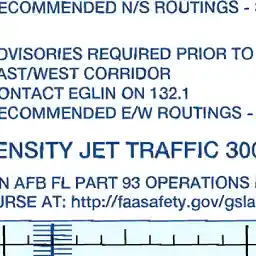 ECOMMENDED N/S ROUTINGS -
DVISORIES REQUIRED PRIOR TO
AST/WEST CORRIDOR
ONTACT EGLIN ON 132.1
ECOMMENDED E/W ROUTINGS -
ENSITY JET TRAFFIC 300
N AFB FL PART 93 OPERATIONS
URSE AT: http://faasafety.gov/gsla